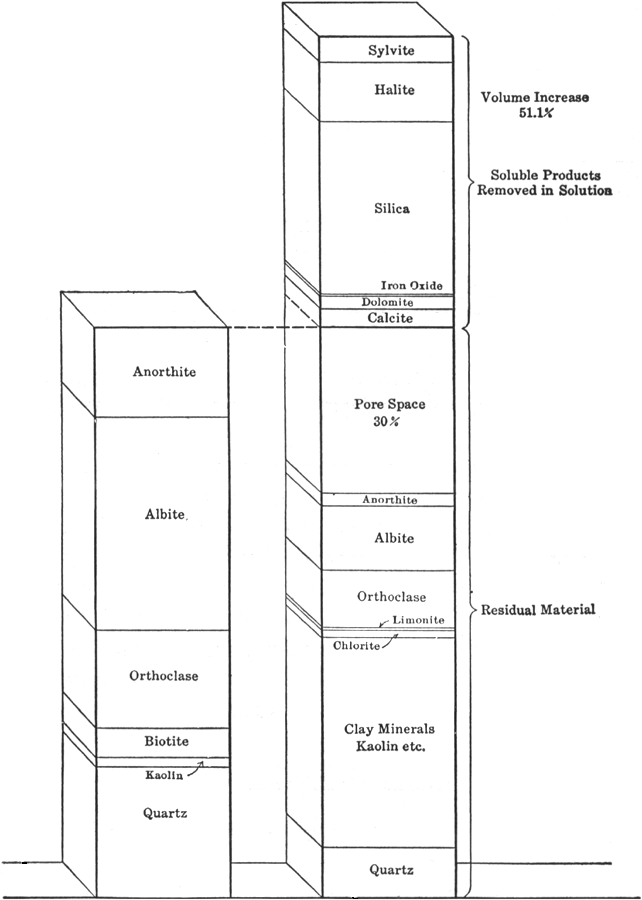 Anorthite
Albite
Orthoclase
Biotite
Kaolin
Quartz
Sylvite
Halite
Silica
Iron Oxide
Dolomite
Calcite
Pore Space
30%
Anorthite
Albite
Orthoclase
Limonite
Chlorite
Clay Minerals
Kaolin etc.
Quartz
Volume Increase
51.1%
Soluble Products
Removed in Solution
Residual Material